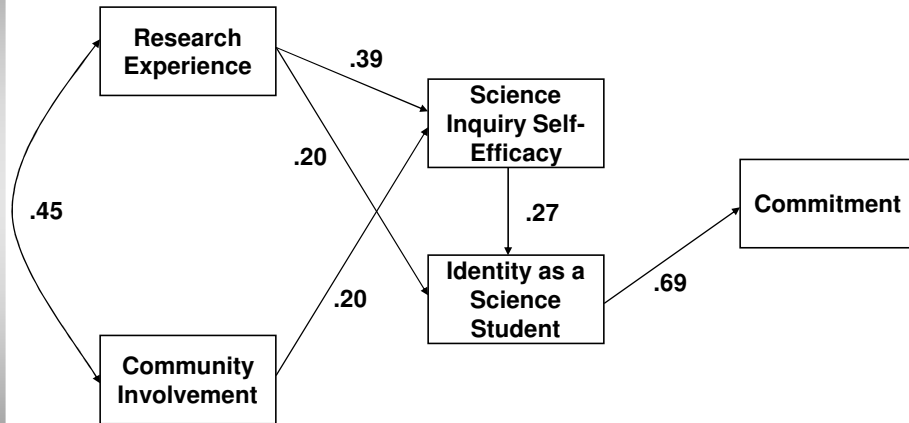 Research
Experience
.39
Science
Inquiry Self-
Efficacy
.20
.45
.27
Commitment
Identity as a
Science
Student
.20
.69
Community
Involvement